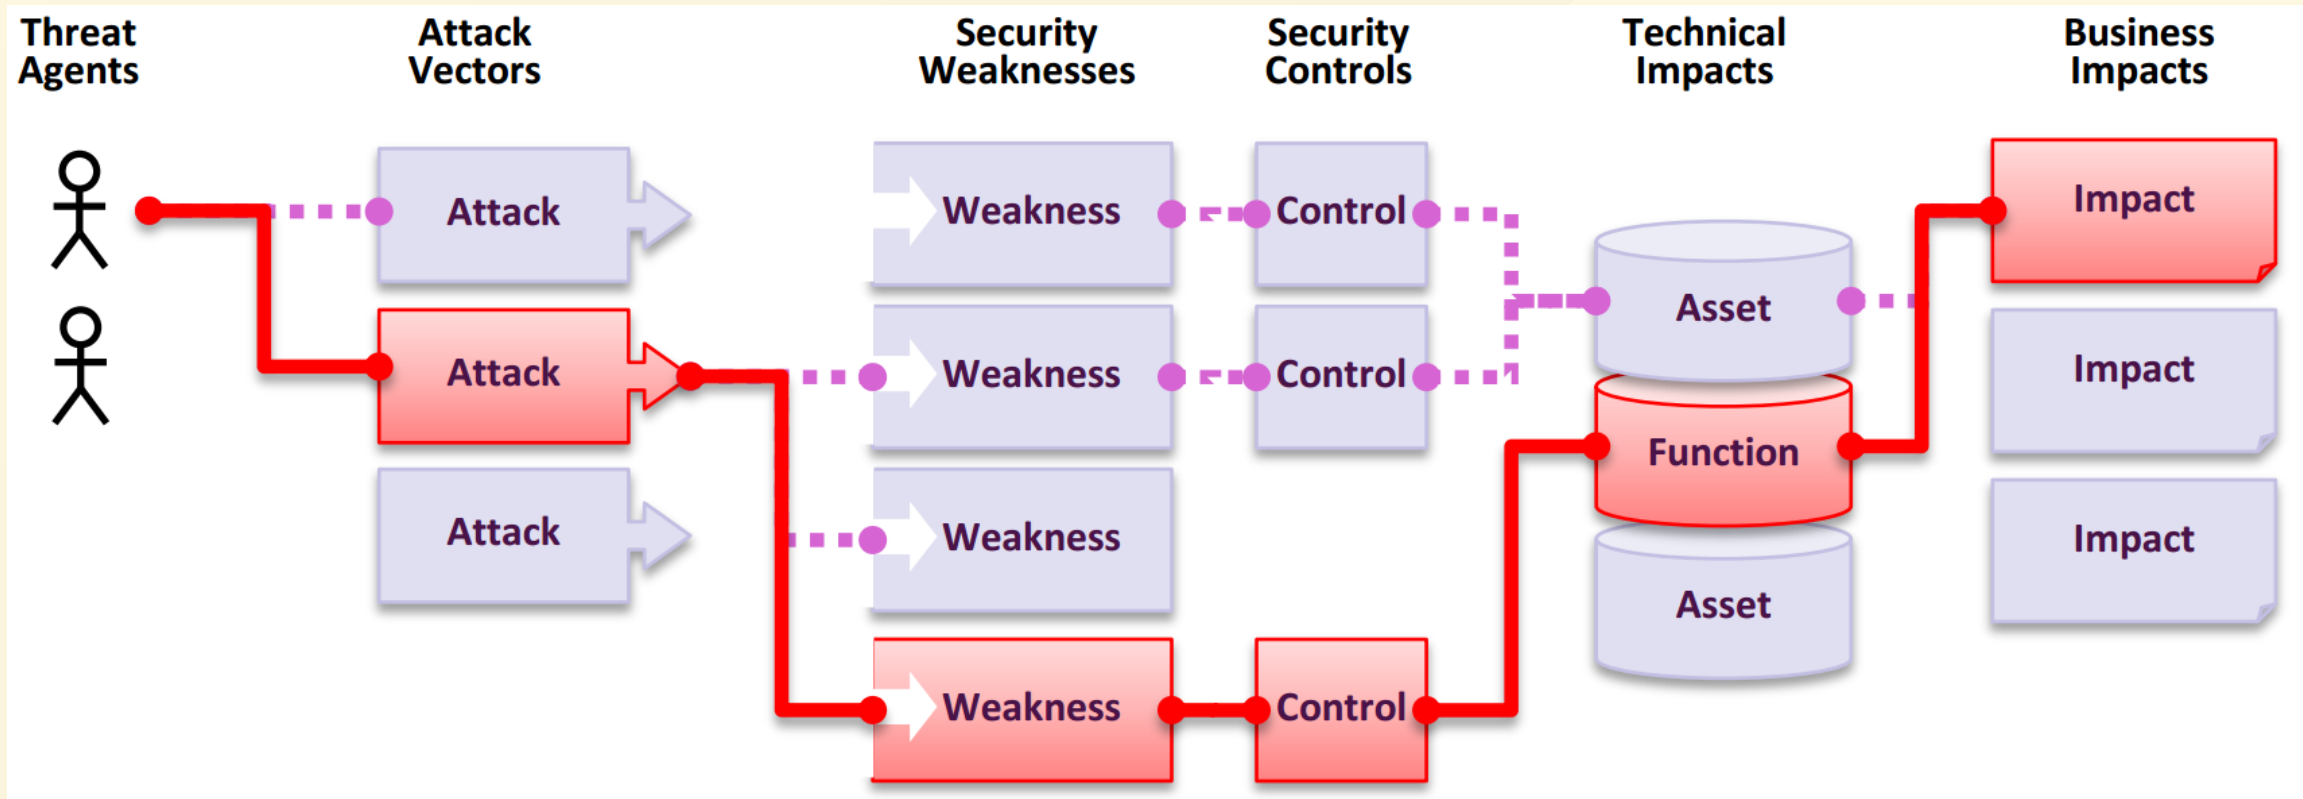 Threat
Agents
Attack
Vectors
Security
Weaknesses
Security
Controls
Technical
Impacts
Business
Impacts
Attack
Weakness
Control
Impact
Asset
Attack
Weakness
Control
Impact
Function
Attack
Weakness
Impact
Asset
Weakness
Control